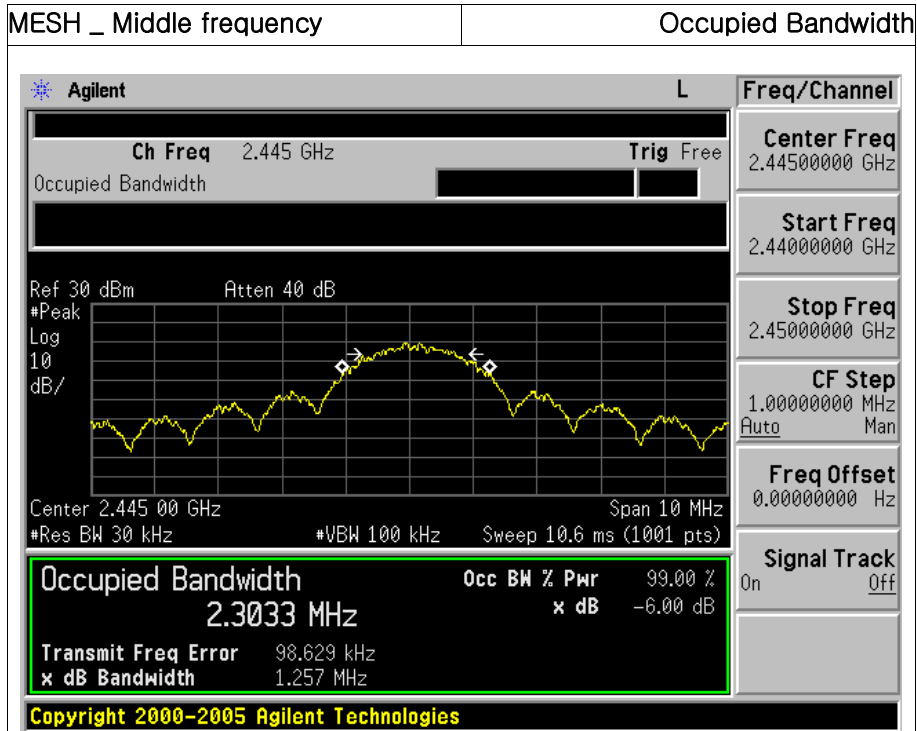 MESH _ Middle frequency Occupied Bandwidth
Agilent L Freq/Channel
Ch Freq 2.445 GHz Trig Free
Occupied Bandwidth
Center Freq
2.44500000 GHz
Start Freq
2.44000000 GHz
Stop Freq
2.45000000 GHz
CF Step
1.00000000 MHz
Auto Man
Freq Offset
0.00000000 Hz
Signal Track
On Off
Ref 30 dBm Atten 40 dB
#Peak
Log
10
dB/
Center 2.445 00 GHz Span 10 MHz
#Res BW 30 kHz #VBW 100 kHz Sweep 10.6 ms (1001 pts)
Occupied Bandwidth Occ BW % Pwr 99.00 %
2.3033 MHz x dB -6.00 dB
Transmit Freq Error 98.629 kHz
x dB Bandwidth 1.257 MHz
Copyright 2000-2005 Agilent Technologies